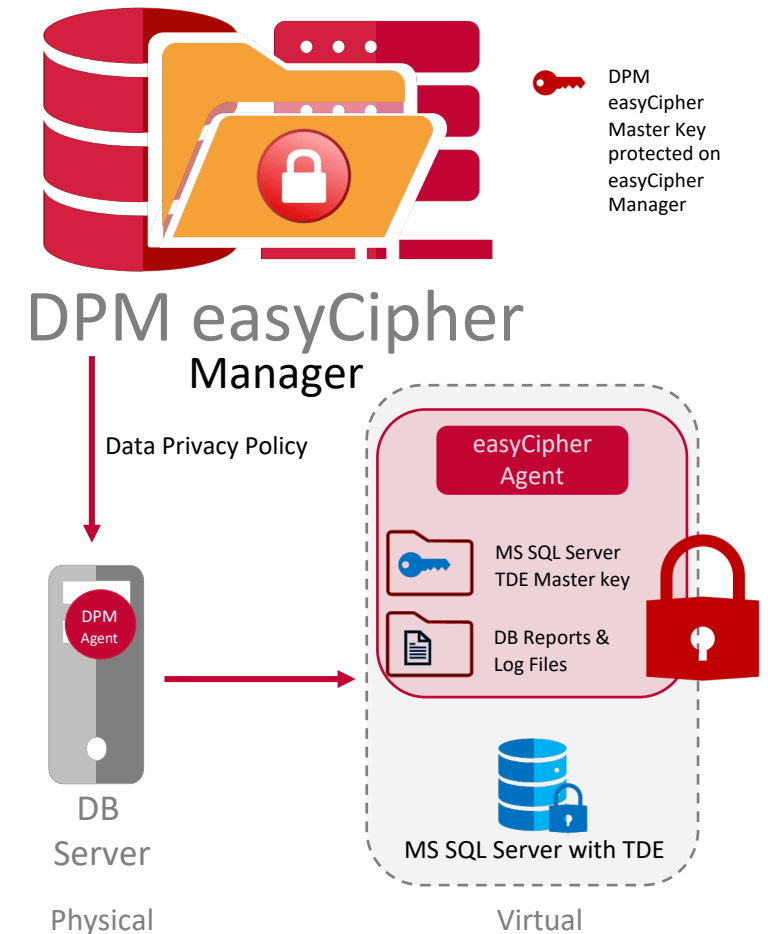 DPM
easyCipher
Master Key
protected on
easyCipher
Manager
DPM easyCipher
Manager
Data Privacy Policy
easyCipher
Agent
MS SQL Server
TDE Master key
DB Reports &
Log Files
DPM
Agent
DB
Server
MS SQL Server with TDE
Physical
Virtual